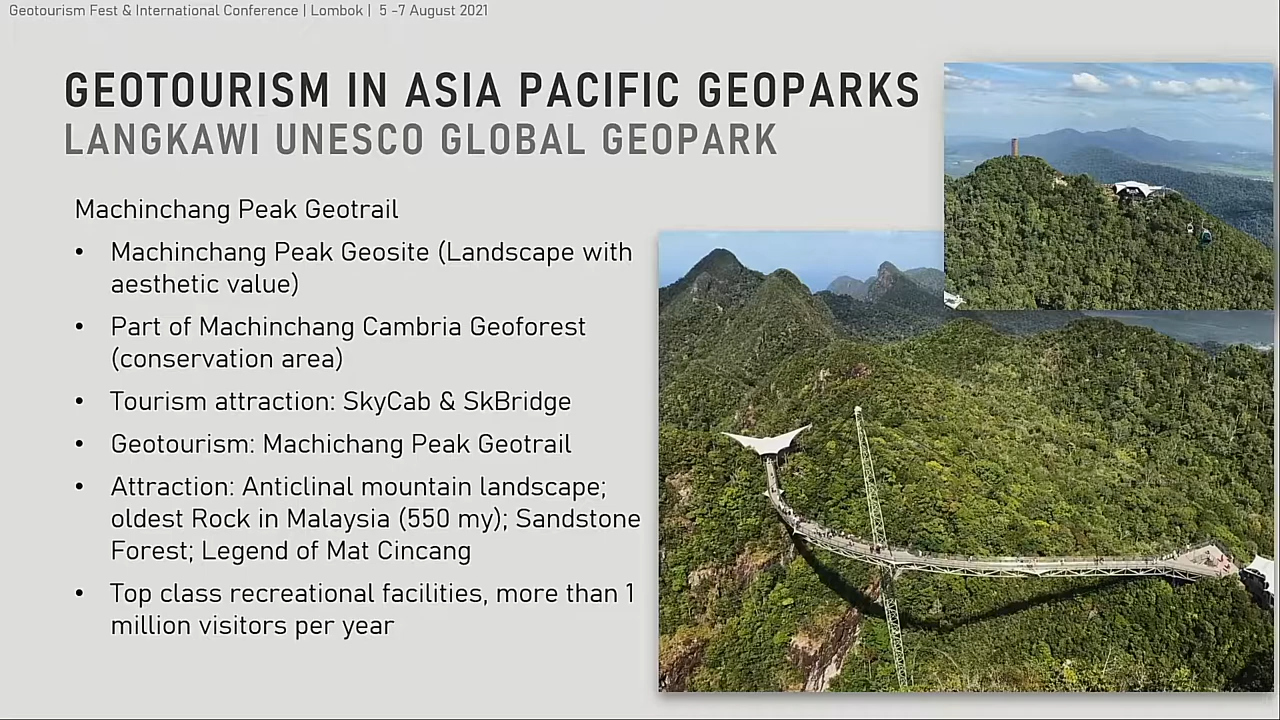 Geotourism Fest & International Conference | Lombok | 5 -7 August 2021
GEOTOURISM IN ASIA PACIFIC GEOPARKS
LANGKAWI UNESCO GLOBAL GEOPARK
Machinchang Peak Geotrail
• Machinchang Peak Geosite (Landscape with
aesthetic value)
• Part of Machinchang Cambria Geoforest
(conservation area)
• Tourism attraction: SkyCab & SkBridge
• Geotourism: Machichang Peak Geotrail
• Attraction: Anticlinal mountain landscape;
oldest Rock in Malaysia (550 my); Sandstone
Forest; Legend of Mat Cincang
• Top class recreational facilities, more than 1
million visitors per year